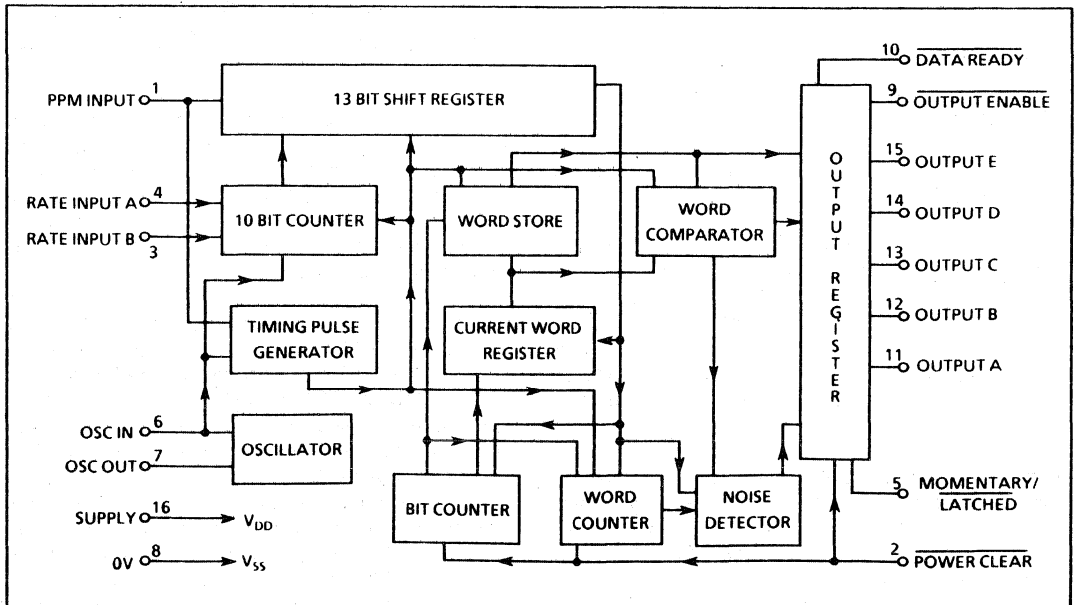 10
DATA READY
1
PPM INPUT
13 BIT SHIFT REGISTER
9
OUTPUT ENABLE
OUTPUT REGISTER
15
OUTPUT E
4
RATE INPUT A
10 BIT COUNTER
WORD STORE
WORD
COMPARATOR
14
OUTPUT D
RATE INPUT B
3
13
OUTPUT C
TIMING PULSE
GENERATOR
CURRENT WORD
REGISTER
12
OUTPUT B
11
OUTPUT A
6
OSC IN
OSCILLATOR
7
OSC OUT
BIT COUNTER
WORD
COUNTER
NOISE
DETECTOR
5
MOMENTARY/
LATCHED
16
SUPPLY
VDD
8
0V
VSS
2
POWER CLEAR